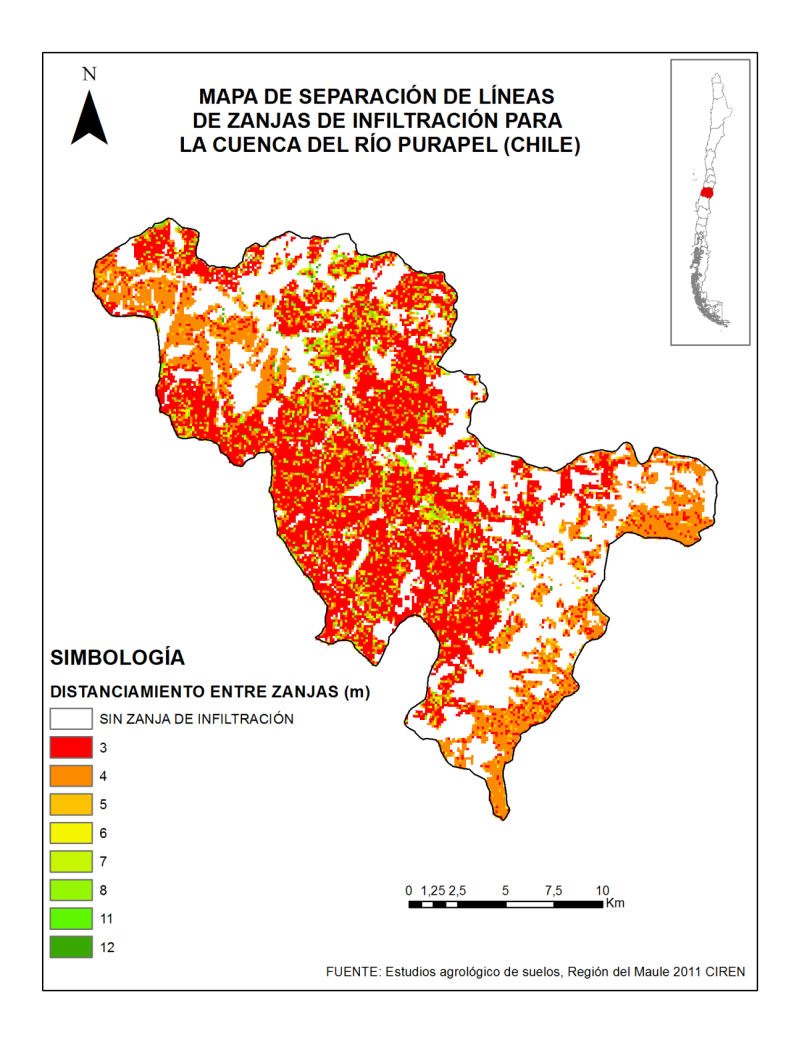 N
MAPA DE SEPARACIÓN DE LÍNEAS
DE ZANJAS DE INFILTRACIÓN PARA
LA CUENCA DEL RÍO PURAPEL (CHILE)
SIMBOLOGÍA
DISTANCIAMIENTO ENTRE ZANJAS (m)
SIN ZANJA DE INFILTRACIÓN
3
4
5
6
7
8
11
12
0 1,25 2,5 5 7,5 10
Km
FUENTE: Estudios agrológico de suelos, Región del Maule 2011 CIREN